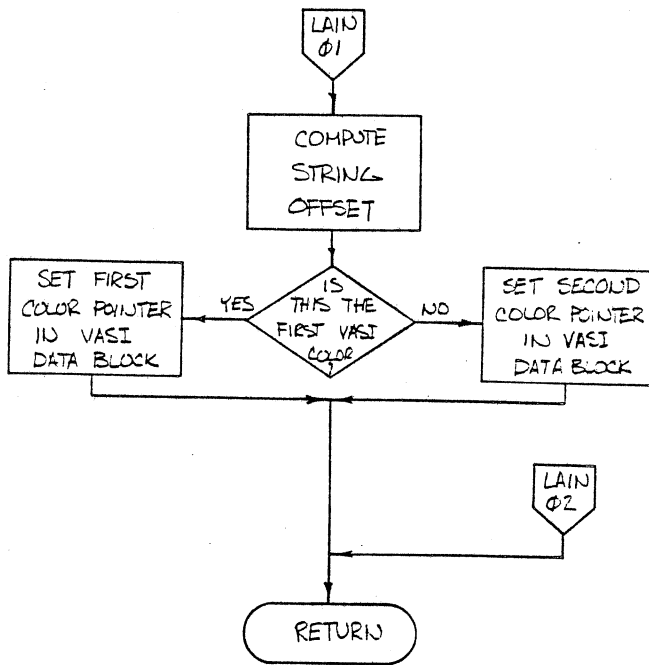 LAIN
Ø1
COMPUTE
STRING
OFFSET
SET FIRST
COLOR POINTER
IN VASI
DATA BLOCK
YES
IS
THIS THE
FIRST VASI
COLOR
?
NO
SET SECOND
COLOR POINTER
IN VASI
DATA BLOCK
LAIN
Ø2
RETURN